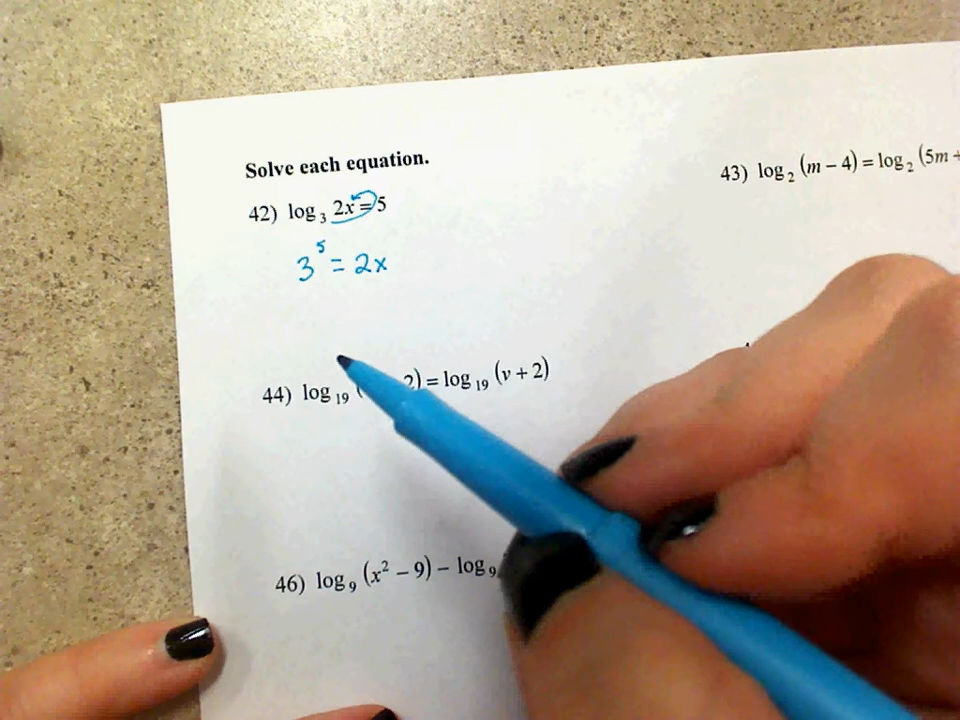 Solve each equation.
42) log₃ 2x = 5
43) log₂ (m − 4) = log₂ (5m +
3⁵ = 2x
44) log₁₉ ( 2) = log₁₉ (v + 2)
46) log₉ (x² − 9) − log₉